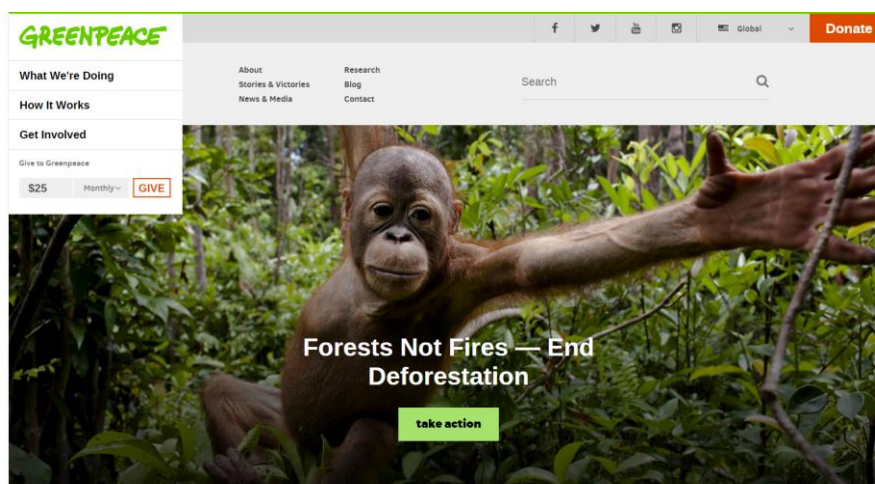 GREENPEACE
Global
Donate
What We're Doing
How It Works
Get Involved
Give to Greenpeace
$25 Monthly GIVE
About
Stories & Victories
News & Media
Research
Blog
Contact
Search
Forests Not Fires — End
Deforestation
take action